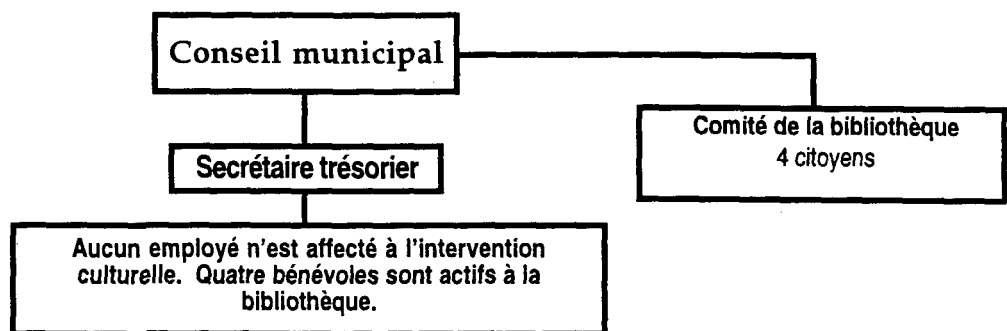 Conseil municipal
Comité de la bibliothèque
4 citoyens
Secrétaire trésorier
Aucun employé n'est affecté à l'intervention
culturelle. Quatre bénévoles sont actifs à la
bibliothèque.